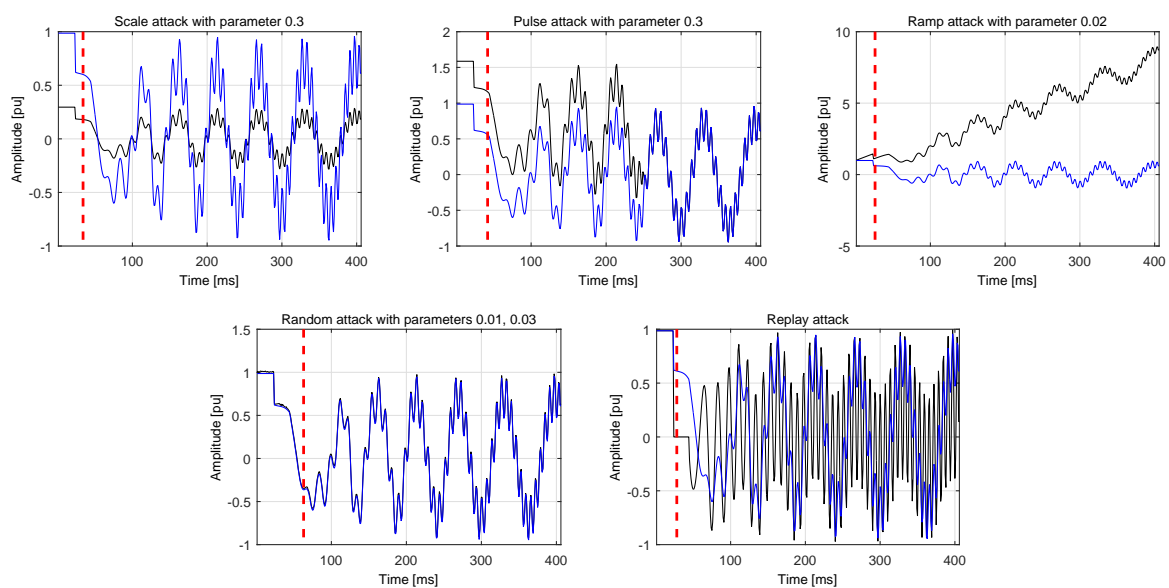 Scale attack with parameter 0.3
1
0.5
0
-0.5
-1
Amplitude [pu]
100 200 300 400
Time [ms]
Pulse attack with parameter 0.3
2
1.5
1
0.5
0
-0.5
-1
Amplitude [pu]
100 200 300 400
Time [ms]
Ramp attack with parameter 0.02
10
5
0
-5
Amplitude [pu]
100 200 300 400
Time [ms]
Random attack with parameters 0.01, 0.03
1.5
1
0.5
0
-0.5
-1
Amplitude [pu]
100 200 300 400
Time [ms]
Replay attack
1
0.5
0
-0.5
-1
Amplitude [pu]
100 200 300 400
Time [ms]